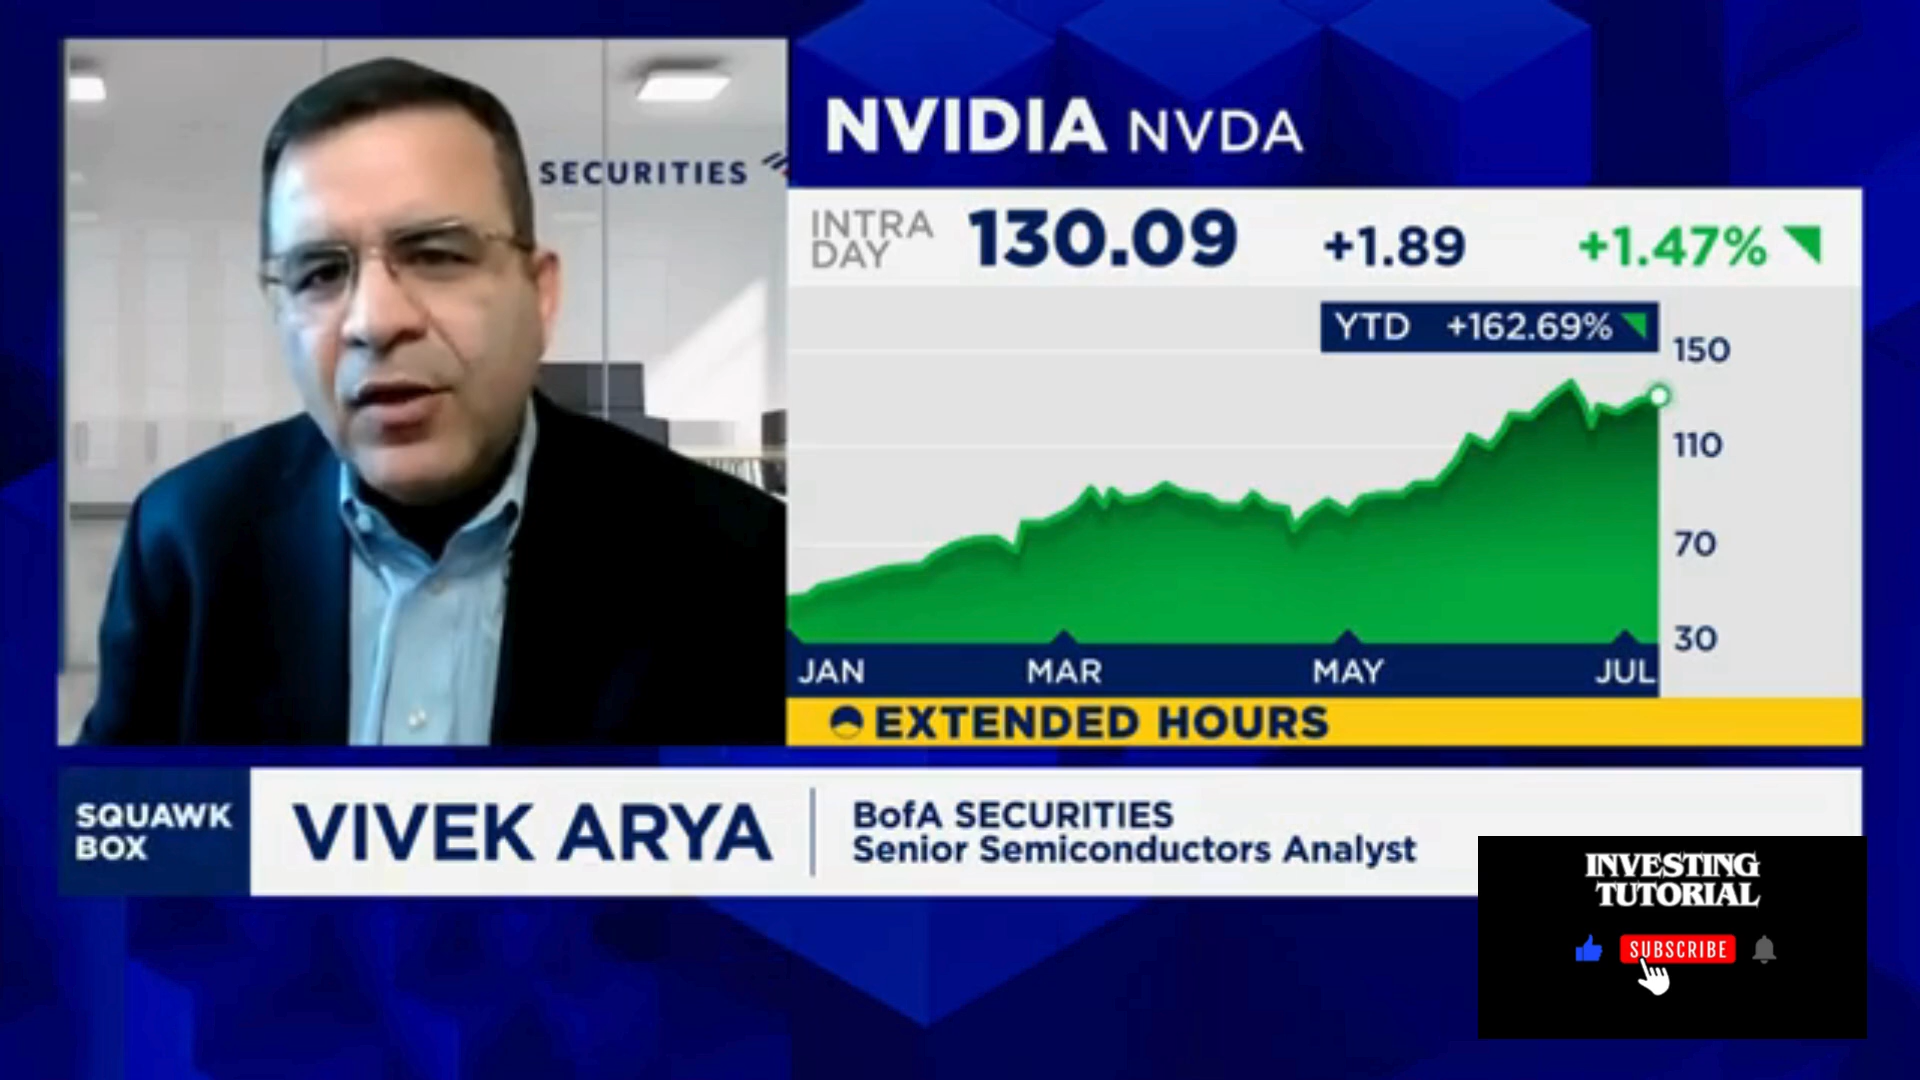 SECURITIES
NVIDIA NVDA
INTRA
DAY
130.09 +1.89 +1.47%
YTD +162.69%
150
110
70
30
JAN MAR MAY JUL
EXTENDED HOURS
SQUAWK
BOX
VIVEK ARYA
BofA SECURITIES
Senior Semiconductors Analyst
INVESTING
TUTORIAL
SUBSCRIBE